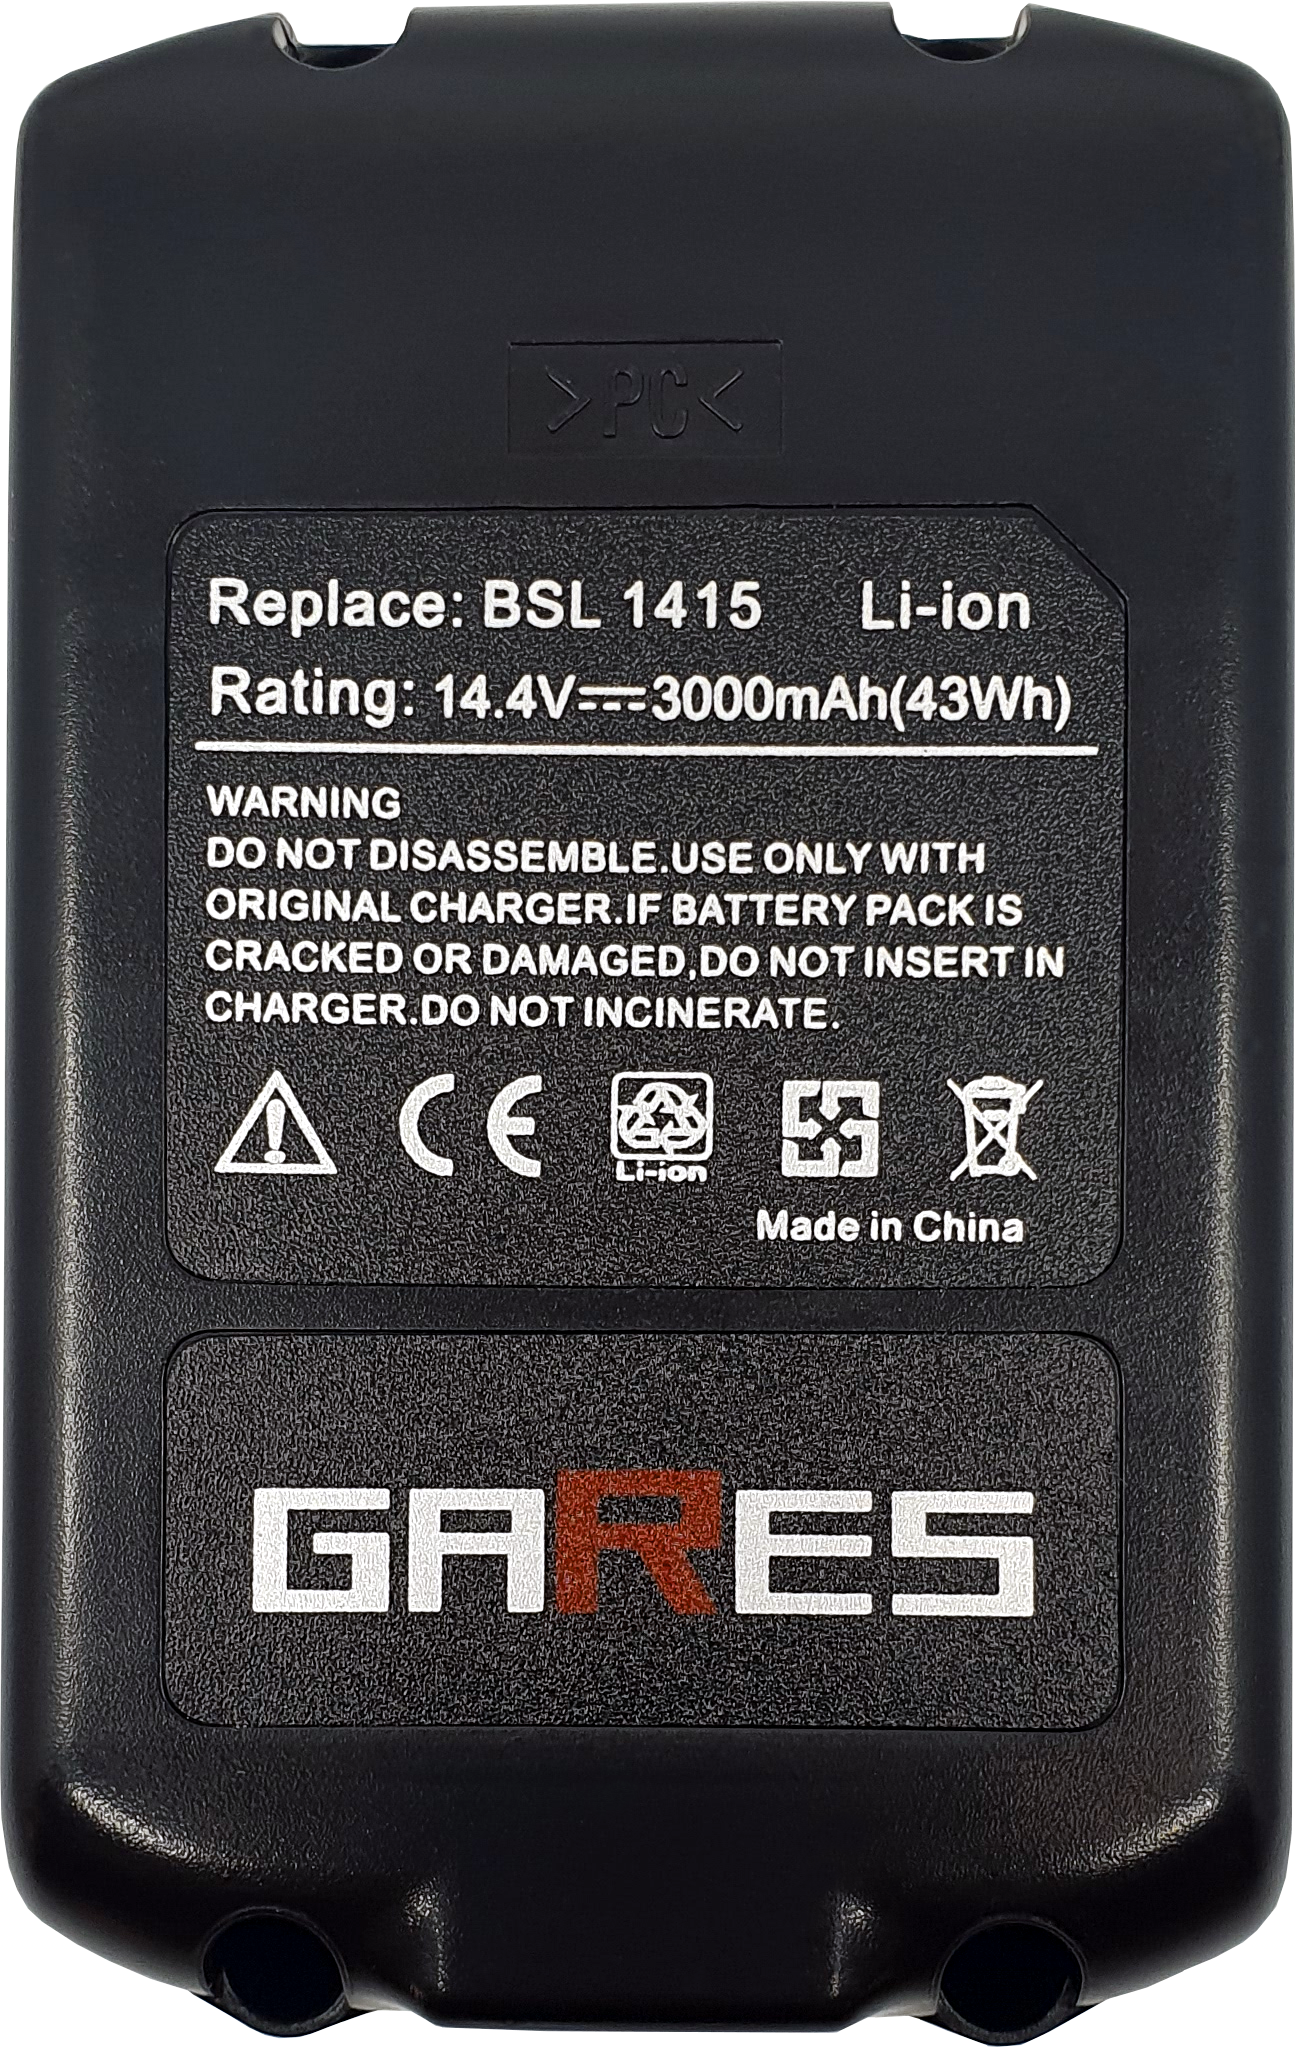 >PC<
Replace: BSL 1415 Li-ion
Rating: 14.4V⎓3000mAh(43Wh)
WARNING
DO NOT DISASSEMBLE.USE ONLY WITH
ORIGINAL CHARGER.IF BATTERY PACK IS
CRACKED OR DAMAGED,DO NOT INSERT IN
CHARGER.DO NOT INCINERATE.
CE
Li-ion
Made in China
GARES